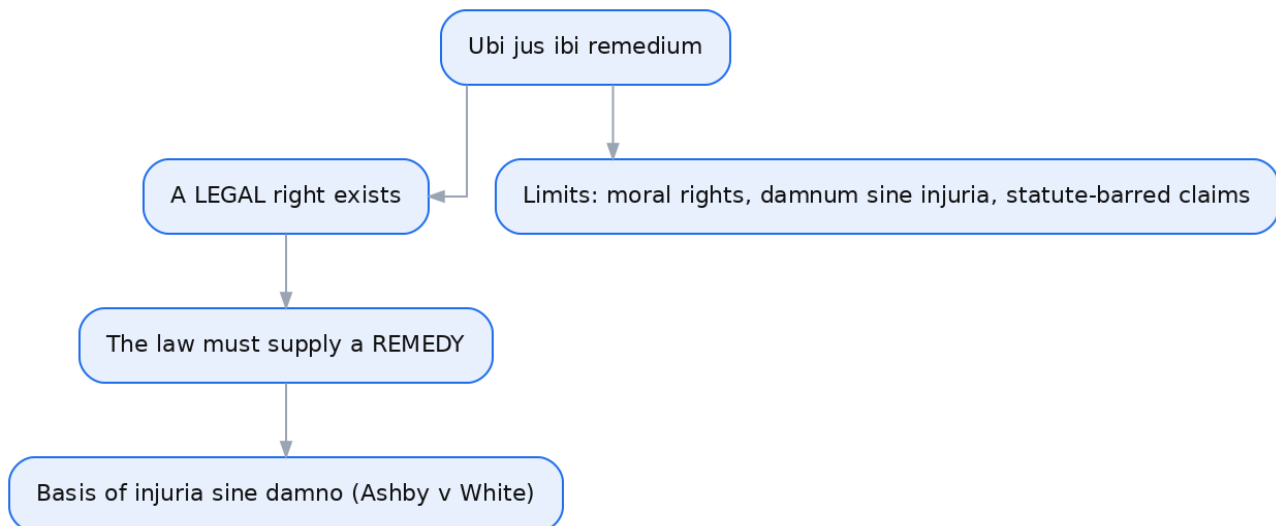 Ubi jus ibi remedium
A LEGAL right exists
Limits: moral rights, damnum sine injuria, statute-barred claims
The law must supply a REMEDY
Basis of injuria sine damno (Ashby v White)